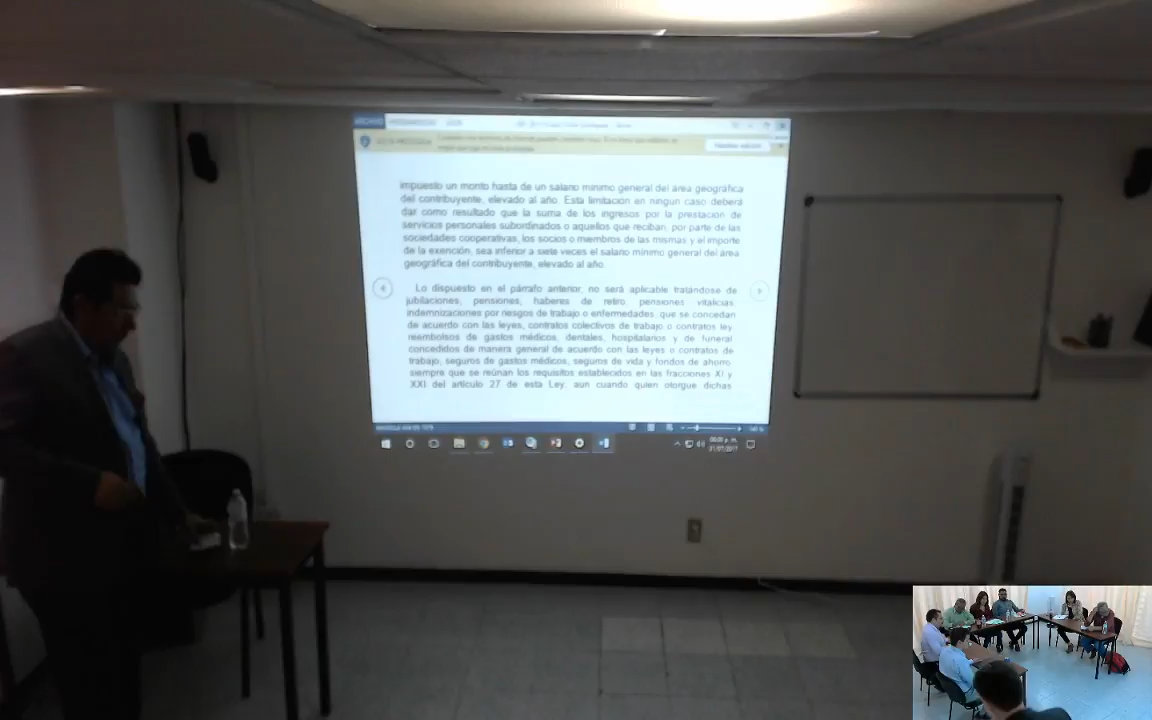 ARCHIVO
impuesto un monto hasta de un salario mínimo general del área geográfica
del contribuyente, elevado al año. Esta limitación en ningún caso deberá
dar como resultado que la suma de los ingresos por la prestación de
servicios personales subordinados o aquellos que reciban, por parte de las
sociedades cooperativas, los socios o miembros de las mismas y el importe
de la exención, sea inferior a siete veces el salario mínimo general del área
geográfica del contribuyente, elevado al año.
Lo dispuesto en el párrafo anterior, no será aplicable tratándose de
jubilaciones, pensiones, haberes de retiro, pensiones vitalicias,
indemnizaciones por riesgos de trabajo o enfermedades, que se concedan
de acuerdo con las leyes, contratos colectivos de trabajo o contratos ley,
reembolsos de gastos médicos, dentales, hospitalarios y de funeral,
concedidos de manera general de acuerdo con las leyes o contratos de
trabajo, seguros de gastos médicos, seguros de vida y fondos de ahorro,
siempre que se reúnan los requisitos establecidos en las fracciones XI y
XXI del artículo 27 de esta Ley, aun cuando quien otorgue dichas